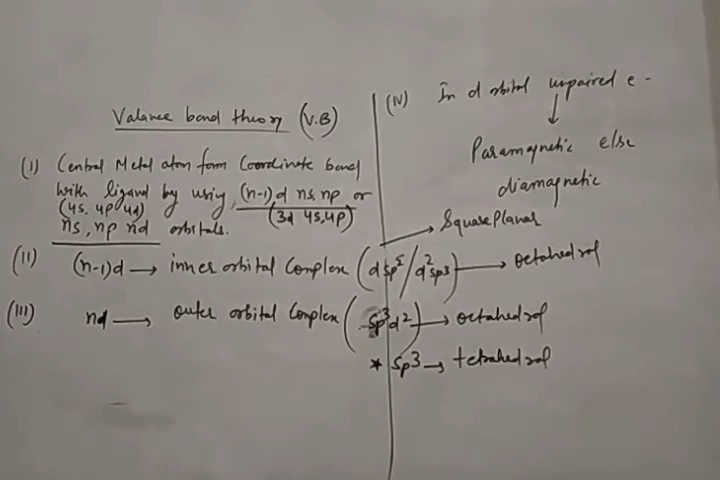 Valance bond theory (V.B)
(I) Central Metal atom form Coordinate bond
with ligand by using (n-1)d ns np or
(4s, 4p 4d) (3d 4s, 4p)
ns, np nd orbitals.
(II) (n-1)d → inner orbital Complex (dsp²/d²sp3) → octahedral
Square Planar
(III) nd → outer orbital Complex (sp³d²) → octahedral
* sp3 → tetrahedral
(IV) In d orbital unpaired e-
↓
Paramagnetic else
diamagnetic